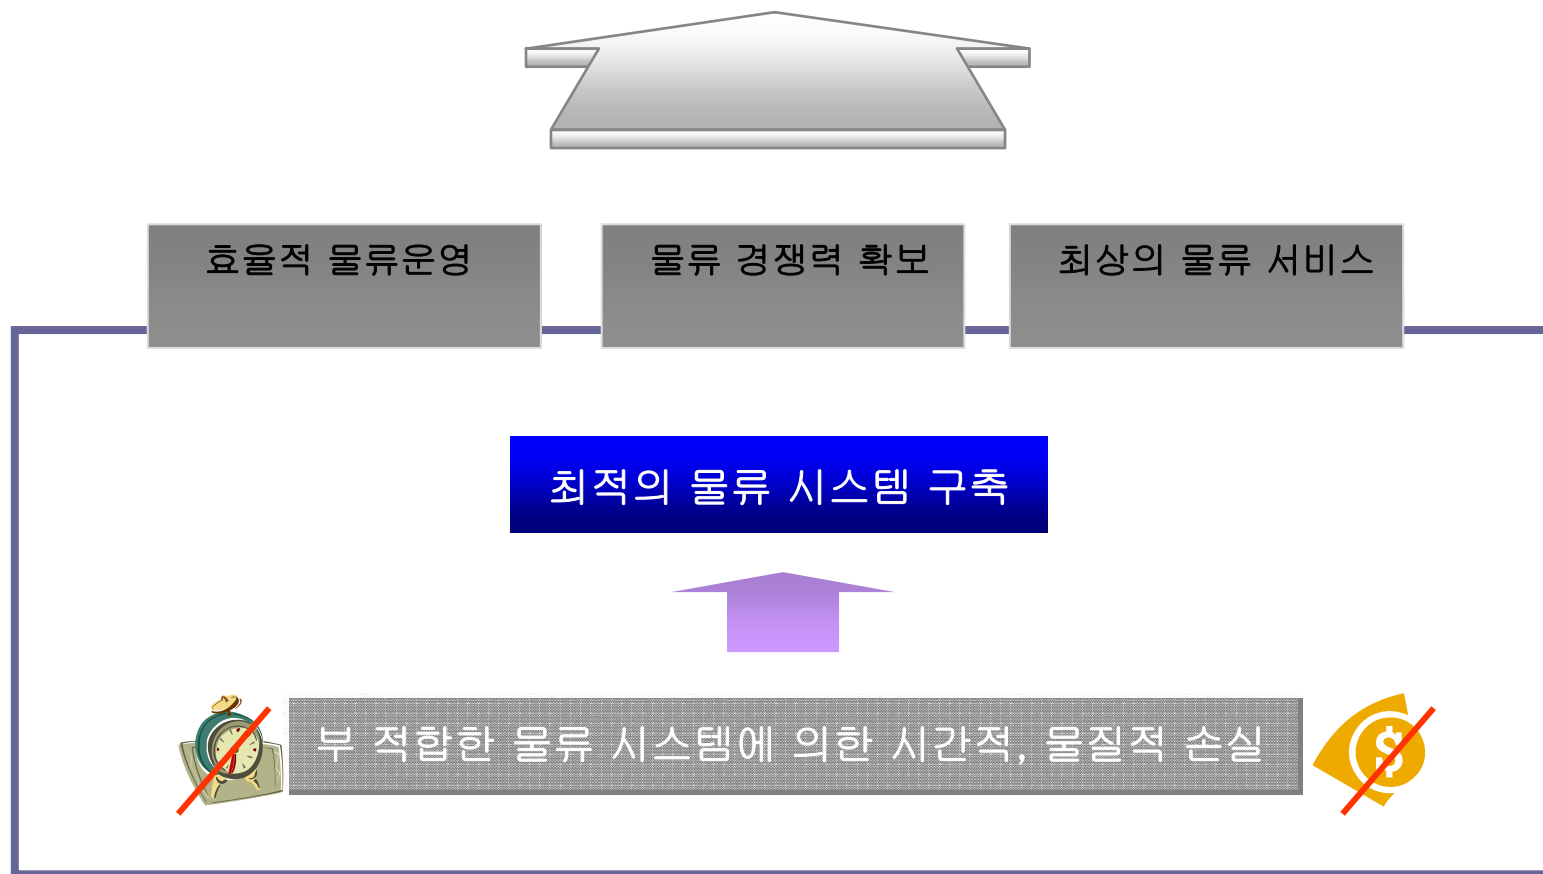 효율적 물류운영
물류 경쟁력 확보
최상의 물류 서비스
최적의 물류 시스템 구축
부 적합한 물류 시스템에 의한 시간적, 물질적 손실
$